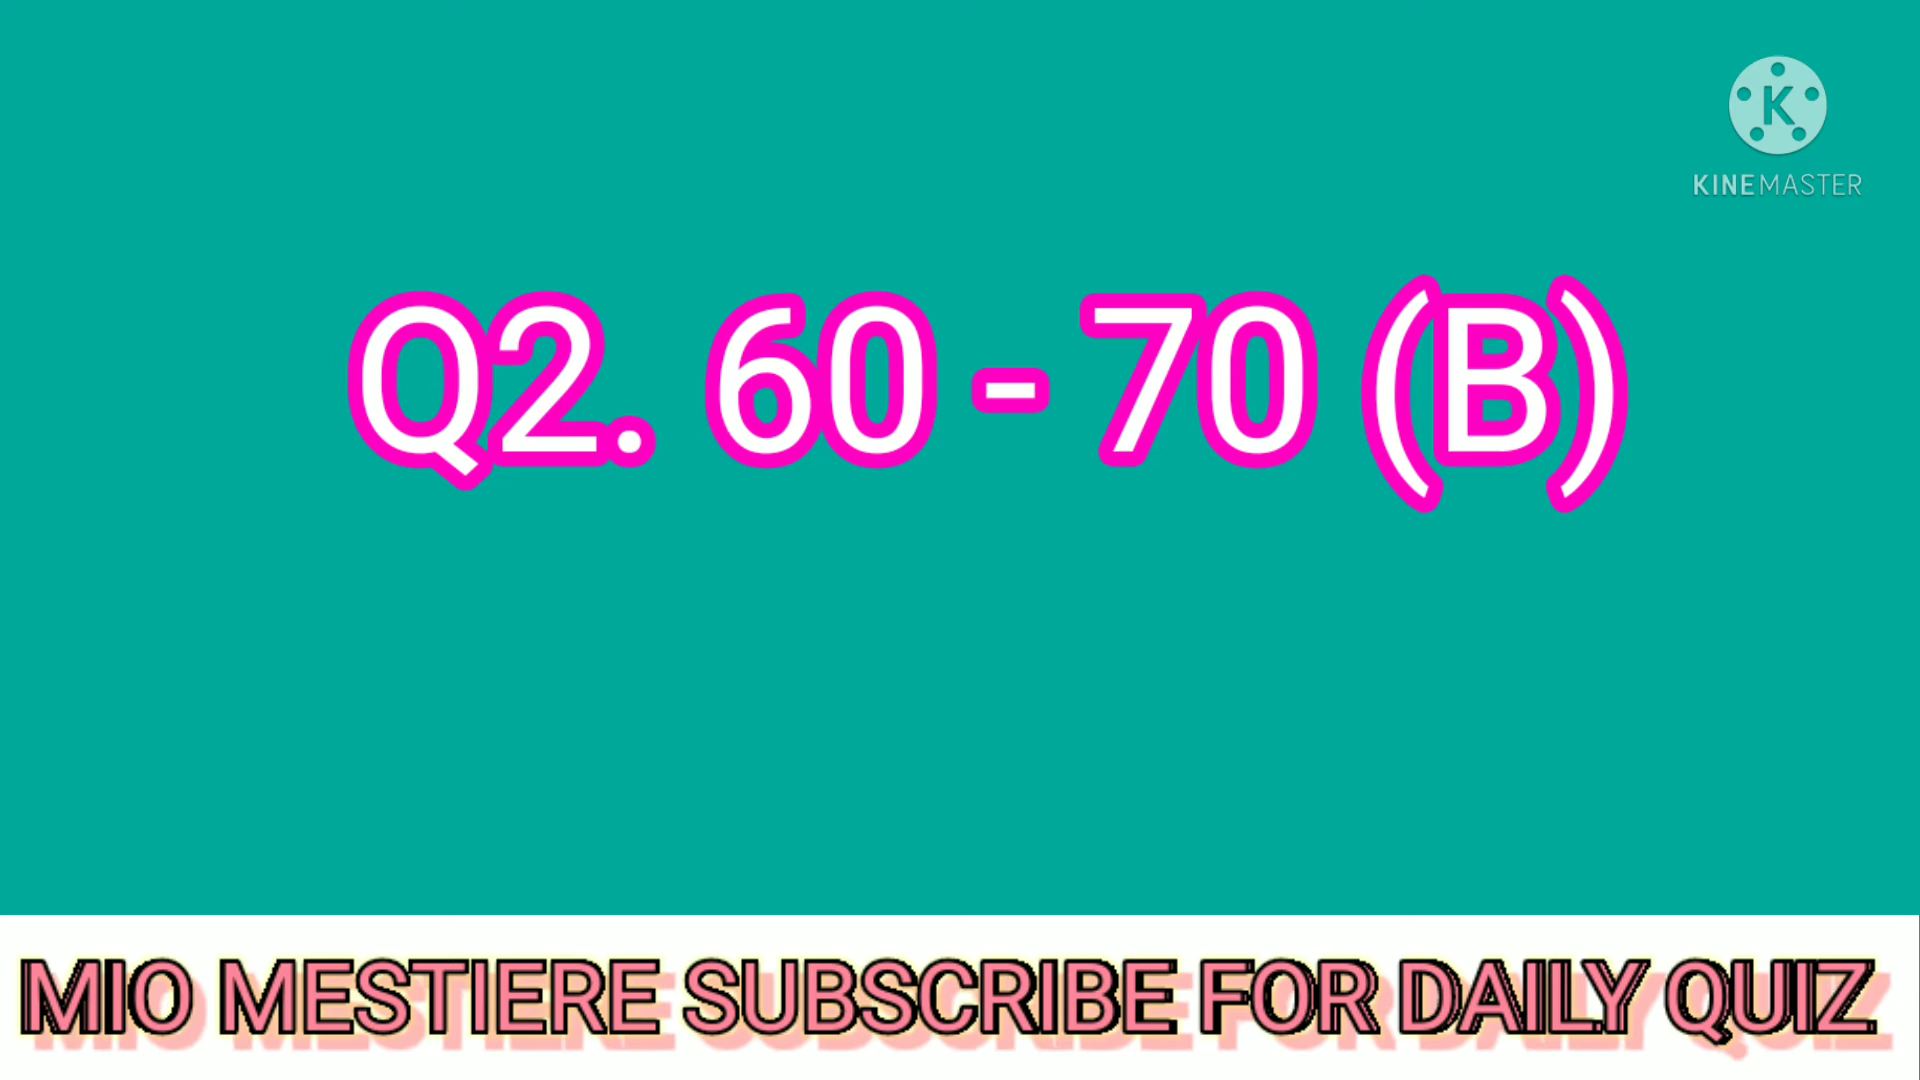 K
KINEMASTER
Q2. 60 - 70 (B)
MIO MESTIERE SUBSCRIBE FOR DAILY QUIZ